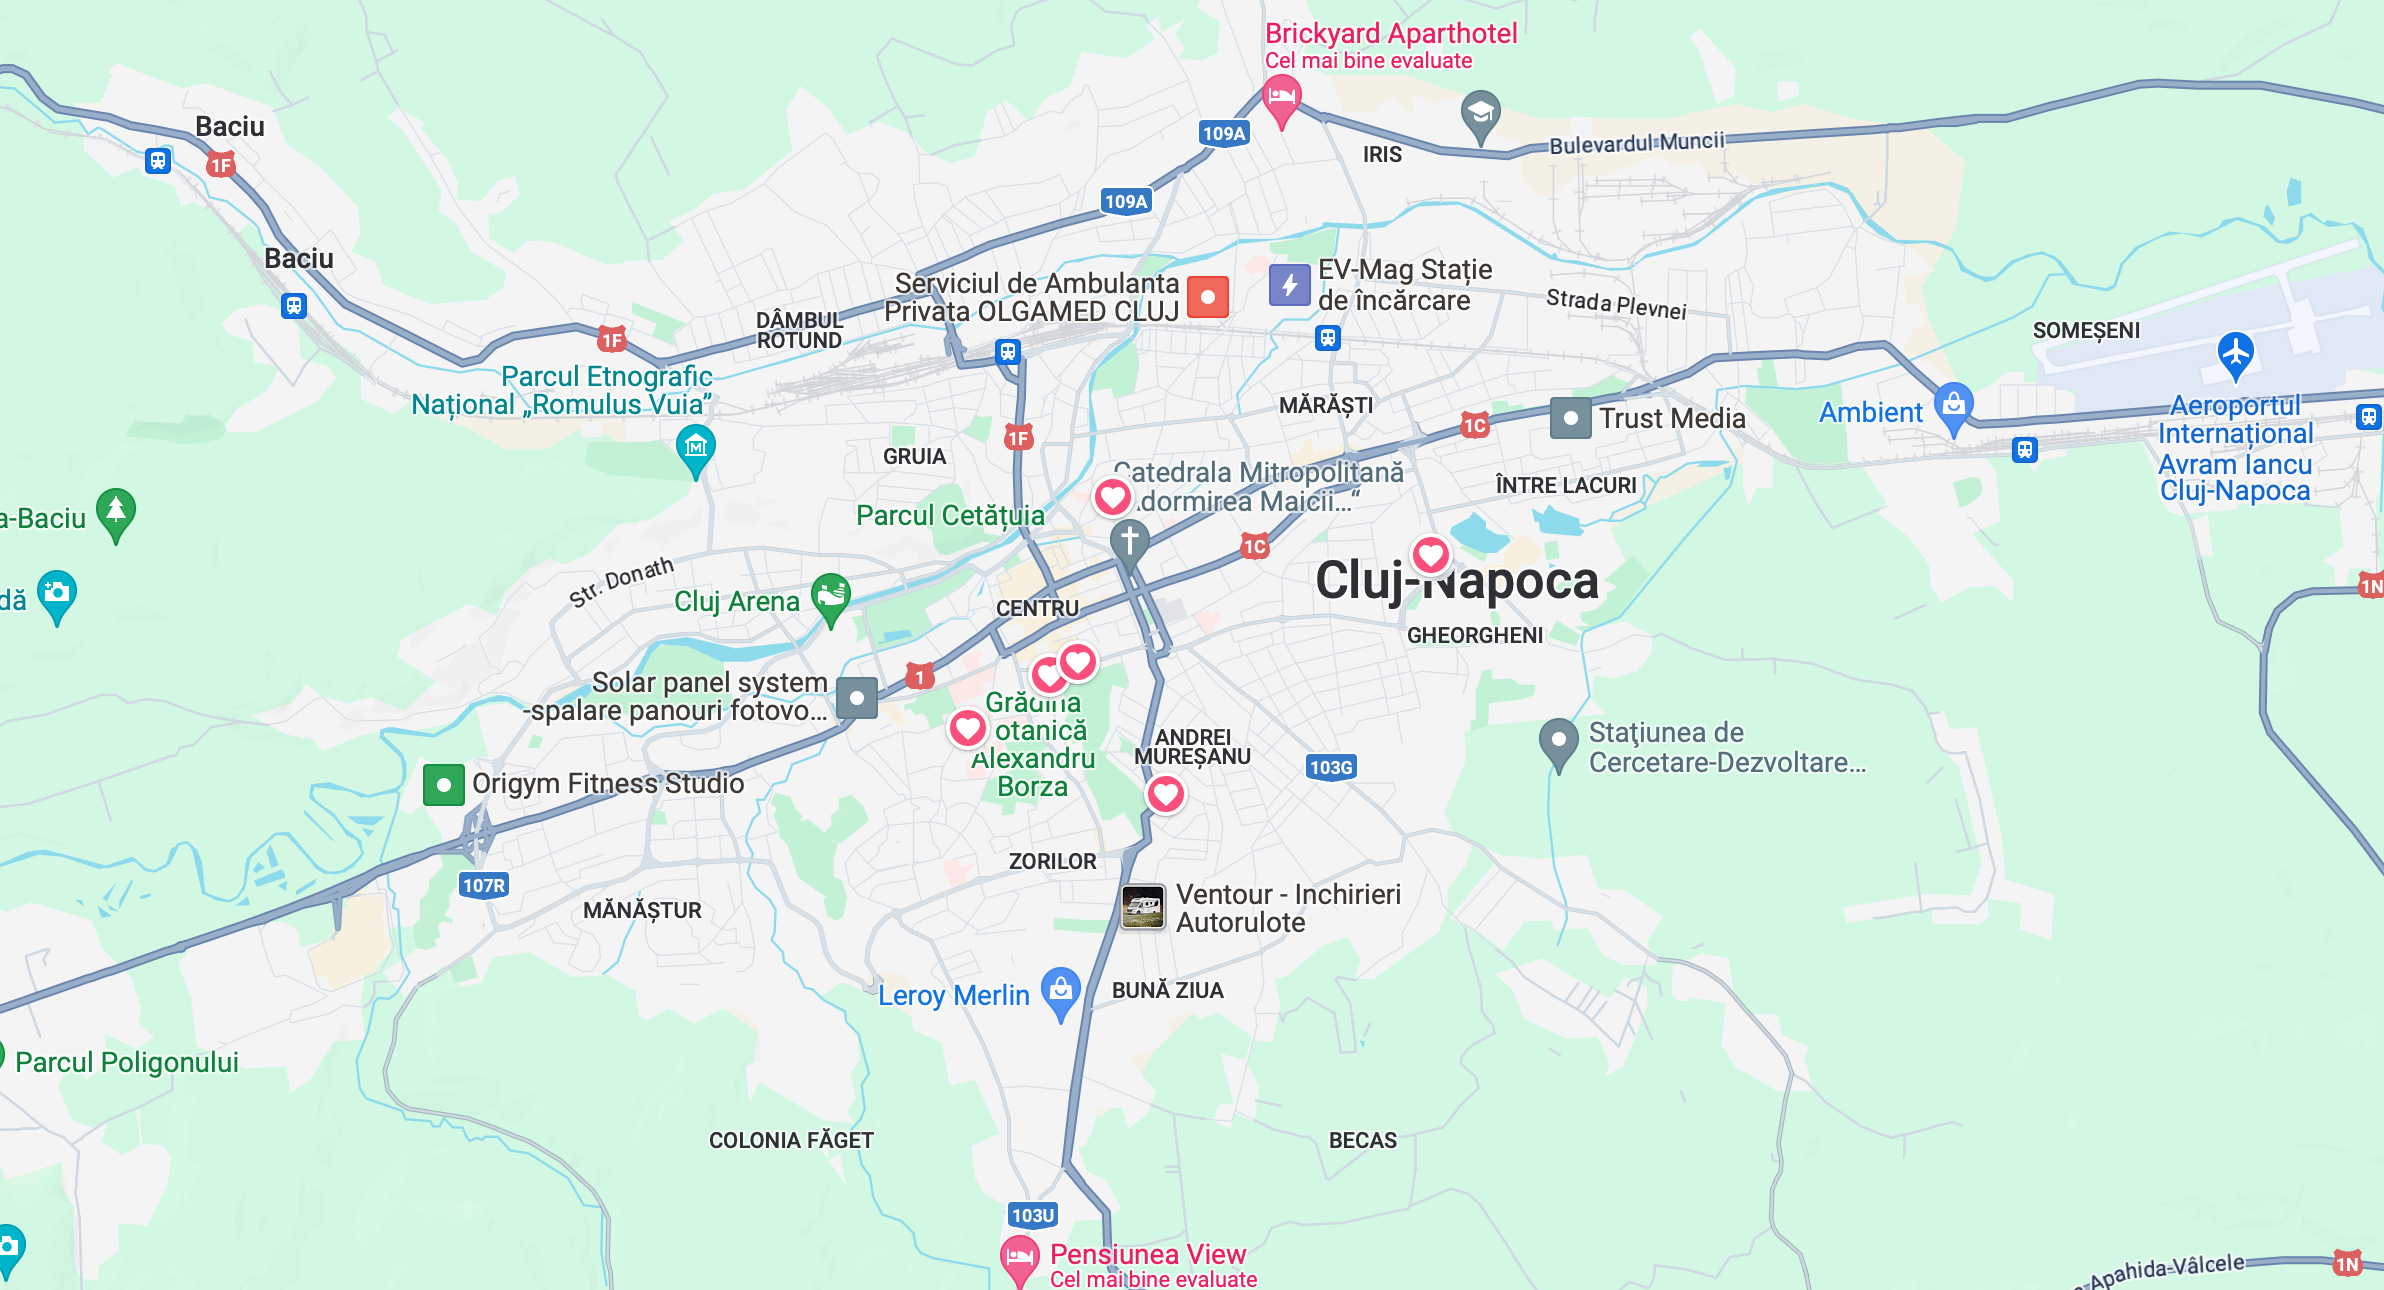 Brickyard Aparthotel
Cel mai bine evaluate
Baciu
1F
109A
IRIS
Bulevardul Muncii
109A
Baciu
Serviciul de Ambulanta
Privata OLGAMED CLUJ
EV-Mag Stație
de încărcare
Strada Plevnei
SOMEȘENI
DÂMBUL
ROTUND
1F
Parcul Etnografic
Național „Romulus Vuia”
MĂRĂȘTI
1C
Trust Media
Ambient
Aeroportul
Internațional
Avram Iancu
Cluj-Napoca
1F
GRUIA
Catedrala Mitropolitană
dormirea Maicii...“
ÎNTRE LACURI
a-Baciu
Parcul Cetățuia
1C
Cluj-Napoca
Str. Donath
dă
Cluj Arena
CENTRU
1N
GHEORGHENI
1
Solar panel system
-spalare panouri fotovo...
Grădina
otanică
Alexandru
Borza
ANDREI
MUREȘANU
103G
Staţiunea de
Cercetare-Dezvoltare...
Origym Fitness Studio
ZORILOR
107R
MĂNĂȘTUR
Ventour - Inchirieri
Autorulote
Leroy Merlin
BUNĂ ZIUA
Parcul Poligonului
COLONIA FĂGET
BECAS
103U
Pensiunea View
Cel mai bine evaluate
Apahida-Vâlcele
1N